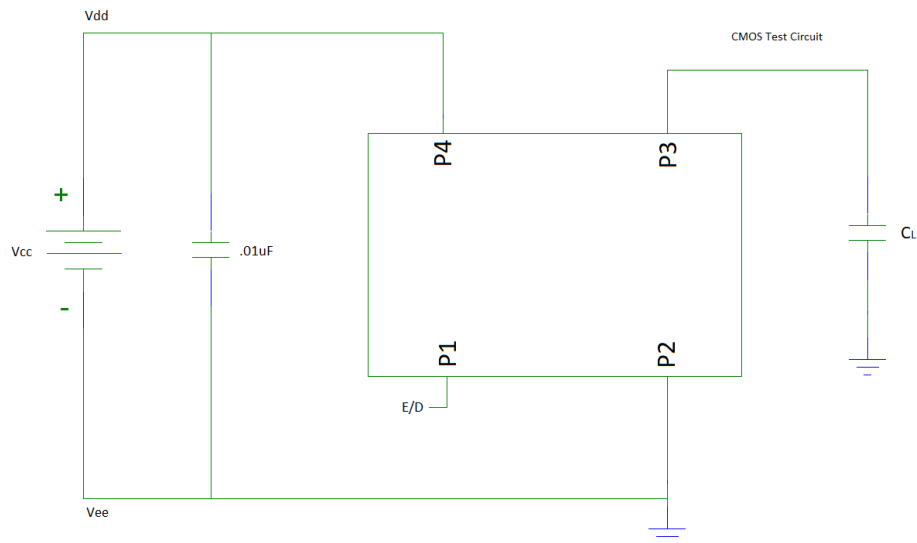 Vdd
CMOS Test Circuit
P4
P3
+
Vcc
.01uF
CL
-
P1
P2
E/D
Vee